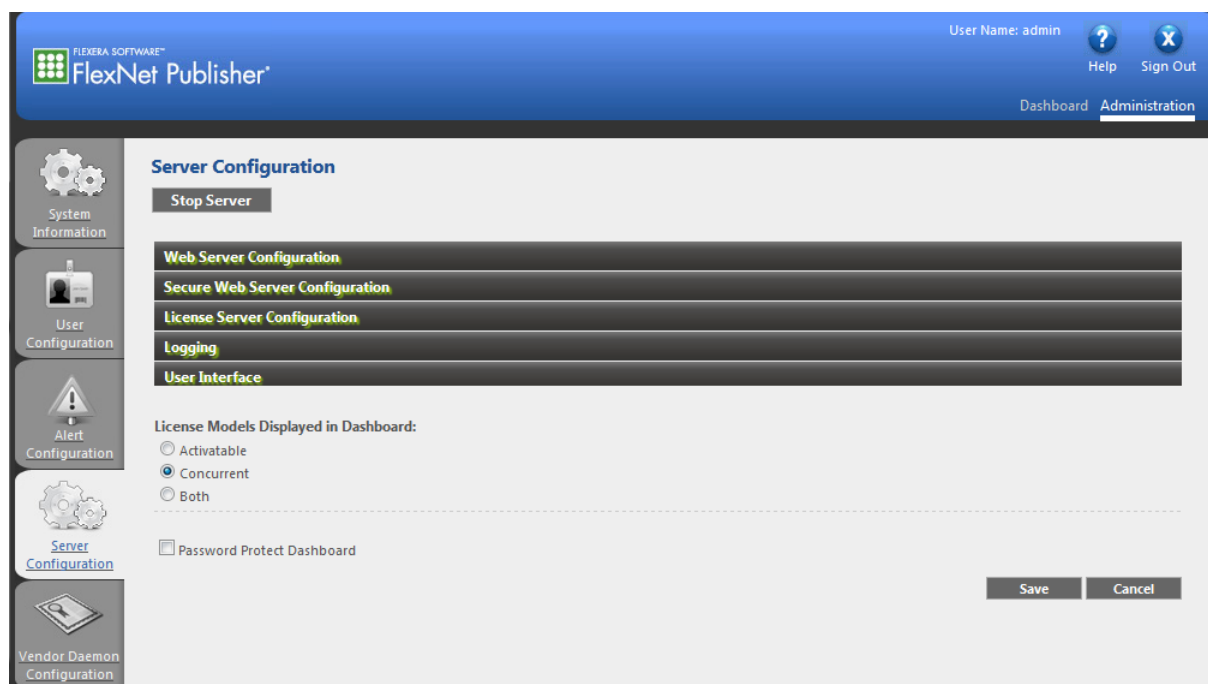 User Name: admin
FLEXERA SOFTWARE™
FlexNet Publisher
?
X
Help
Sign Out
Dashboard
Administration
System
Information
User
Configuration
Alert
Configuration
Server
Configuration
Vendor Daemon
Configuration
Server Configuration
Stop Server
Web Server Configuration
Secure Web Server Configuration
License Server Configuration
Logging
User Interface
License Models Displayed in Dashboard:
Activatable
Concurrent
Both
Password Protect Dashboard
Save
Cancel